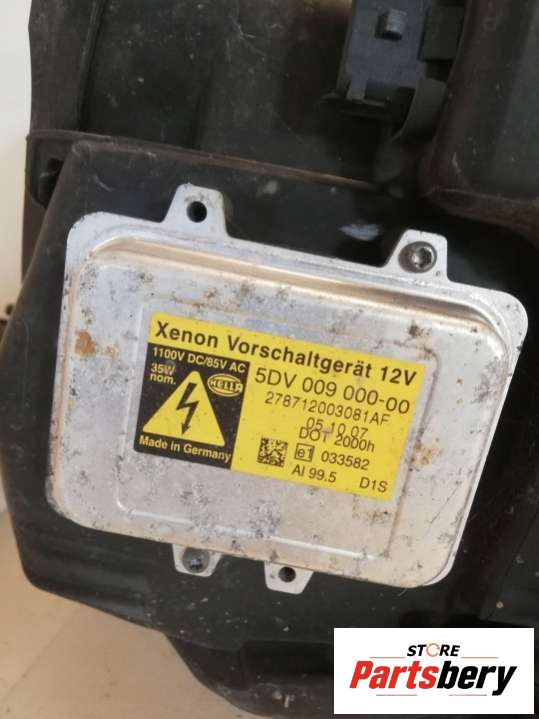 Xenon Vorschaltgerät 12V
1100V DC/85V AC
35W
nom.
HELLA
Made in Germany
5DV 009 000-00
278712003081AF
05.10.07
DOT 2000h
e1 033582
Al 99.5 D1S
STORE
Partsbery